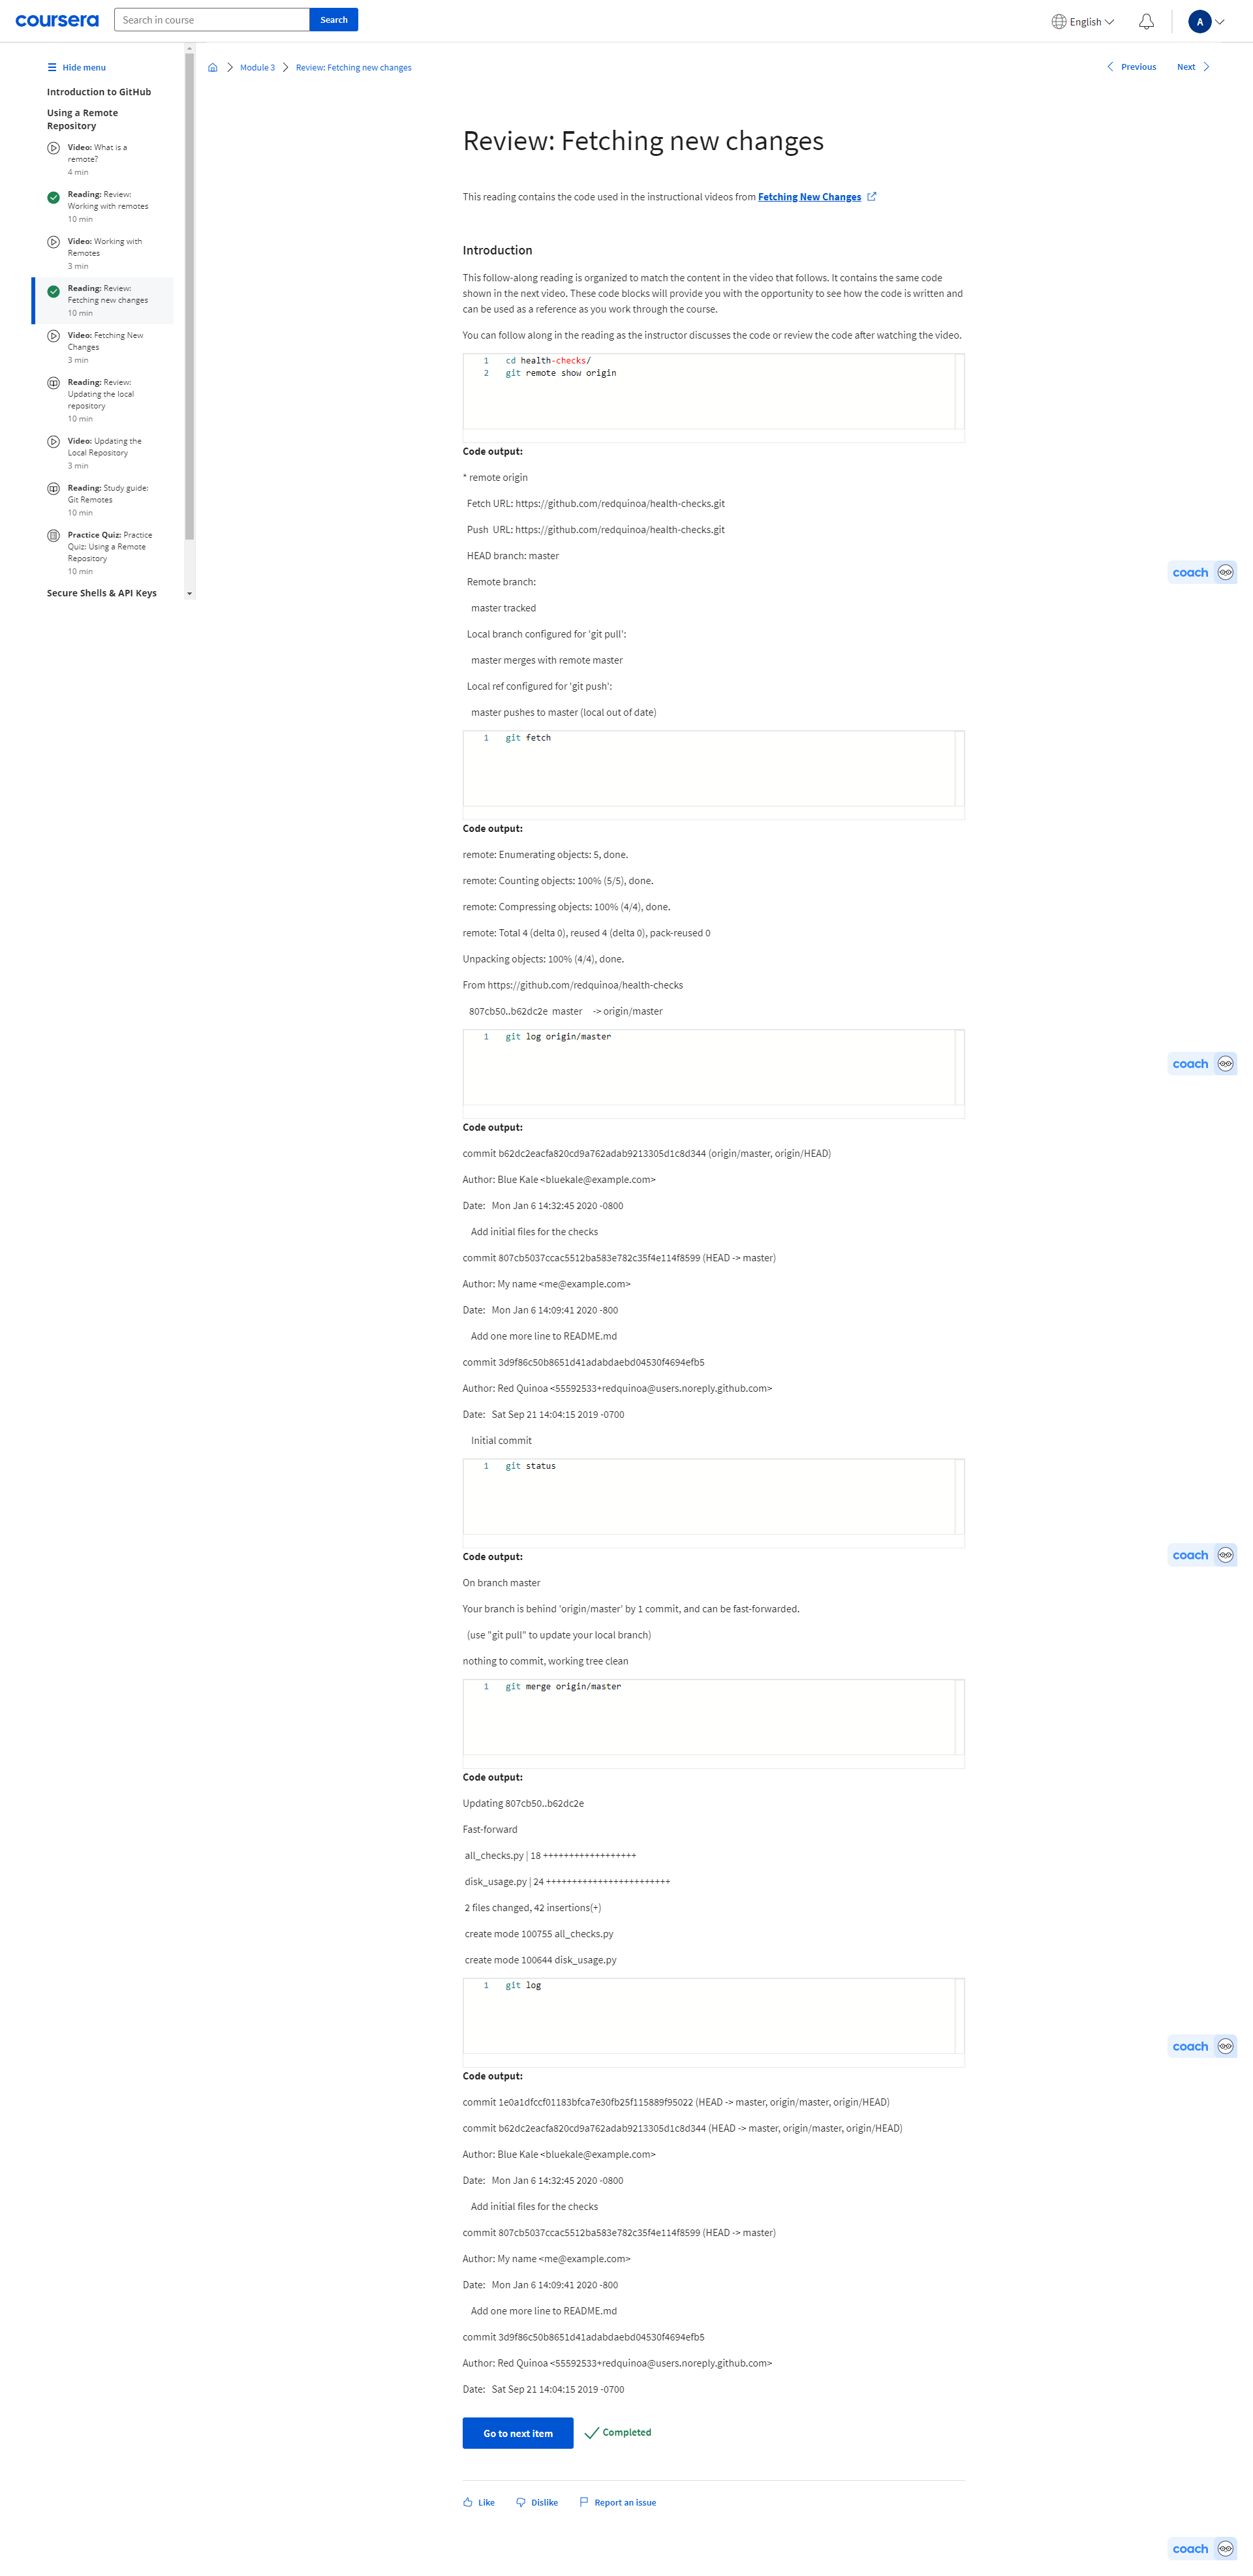 coursera
Search in course
Search
English
A
Hide menu
Introduction to GitHub
Using a Remote
Repository
Video: What is a
remote?
4 min
Reading: Review:
Working with remotes
10 min
Video: Working with
Remotes
3 min
Reading: Review:
Fetching new changes
10 min
Video: Fetching New
Changes
3 min
Reading: Review:
Updating the local
repository
10 min
Video: Updating the
Local Repository
3 min
Reading: Study guide:
Git Remotes
10 min
Practice Quiz: Practice
Quiz: Using a Remote
Repository
10 min
Secure Shells & API Keys
Module 3
Review: Fetching new changes
Previous
Next
Review: Fetching new changes
This reading contains the code used in the instructional videos from Fetching New Changes
Introduction
This follow-along reading is organized to match the content in the video that follows. It contains the same code
shown in the next video. These code blocks will provide you with the opportunity to see how the code is written and
can be used as a reference as you work through the course.
You can follow along in the reading as the instructor discusses the code or review the code after watching the video.
1 cd health-checks/
2 git remote show origin
Code output:
* remote origin
Fetch URL: https://github.com/redquinoa/health-checks.git
Push  URL: https://github.com/redquinoa/health-checks.git
HEAD branch: master
Remote branch:
master tracked
Local branch configured for 'git pull':
master merges with remote master
Local ref configured for 'git push':
master pushes to master (local out of date)
coach
1 git fetch
Code output:
remote: Enumerating objects: 5, done.
remote: Counting objects: 100% (5/5), done.
remote: Compressing objects: 100% (4/4), done.
remote: Total 4 (delta 0), reused 4 (delta 0), pack-reused 0
Unpacking objects: 100% (4/4), done.
From https://github.com/redquinoa/health-checks
807cb50..b62dc2e  master     -> origin/master
1 git log origin/master
coach
Code output:
commit b62dc2eacfa820cd9a762adab9213305d1c8d344 (origin/master, origin/HEAD)
Author: Blue Kale <bluekale@example.com>
Date:   Mon Jan 6 14:32:45 2020 -0800
Add initial files for the checks
commit 807cb5037ccac5512ba583e782c35f4e114f8599 (HEAD -> master)
Author: My name <me@example.com>
Date:   Mon Jan 6 14:09:41 2020 -800
Add one more line to README.md
commit 3d9f86c50b8651d41adabdaebd04530f4694efb5
Author: Red Quinoa <55592533+redquinoa@users.noreply.github.com>
Date:   Sat Sep 21 14:04:15 2019 -0700
Initial commit
1 git status
coach
Code output:
On branch master
Your branch is behind 'origin/master' by 1 commit, and can be fast-forwarded.
(use "git pull" to update your local branch)
nothing to commit, working tree clean
1 git merge origin/master
Code output:
Updating 807cb50..b62dc2e
Fast-forward
all_checks.py | 18 ++++++++++++++++++
disk_usage.py | 24 ++++++++++++++++++++++++
2 files changed, 42 insertions(+)
create mode 100755 all_checks.py
create mode 100644 disk_usage.py
1 git log
coach
Code output:
commit 1e0a1dfccf01183bfca7e30fb25f115889f95022 (HEAD -> master, origin/master, origin/HEAD)
commit b62dc2eacfa820cd9a762adab9213305d1c8d344 (HEAD -> master, origin/master, origin/HEAD)
Author: Blue Kale <bluekale@example.com>
Date:   Mon Jan 6 14:32:45 2020 -0800
Add initial files for the checks
commit 807cb5037ccac5512ba583e782c35f4e114f8599 (HEAD -> master)
Author: My name <me@example.com>
Date:   Mon Jan 6 14:09:41 2020 -800
Add one more line to README.md
commit 3d9f86c50b8651d41adabdaebd04530f4694efb5
Author: Red Quinoa <55592533+redquinoa@users.noreply.github.com>
Date:   Sat Sep 21 14:04:15 2019 -0700
Go to next item
Completed
Like
Dislike
Report an issue
coach